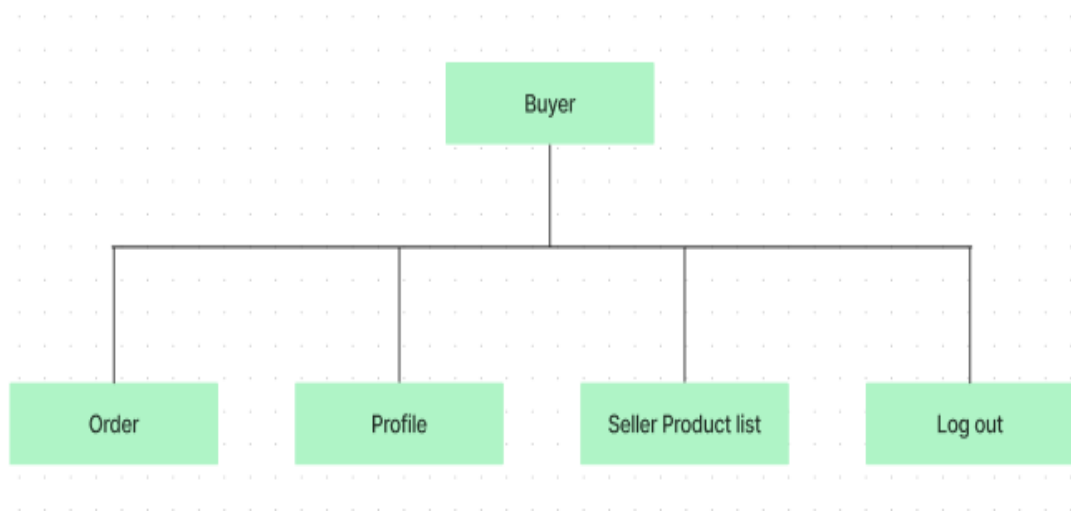 Buyer
Order
Profile
Seller Product list
Log out